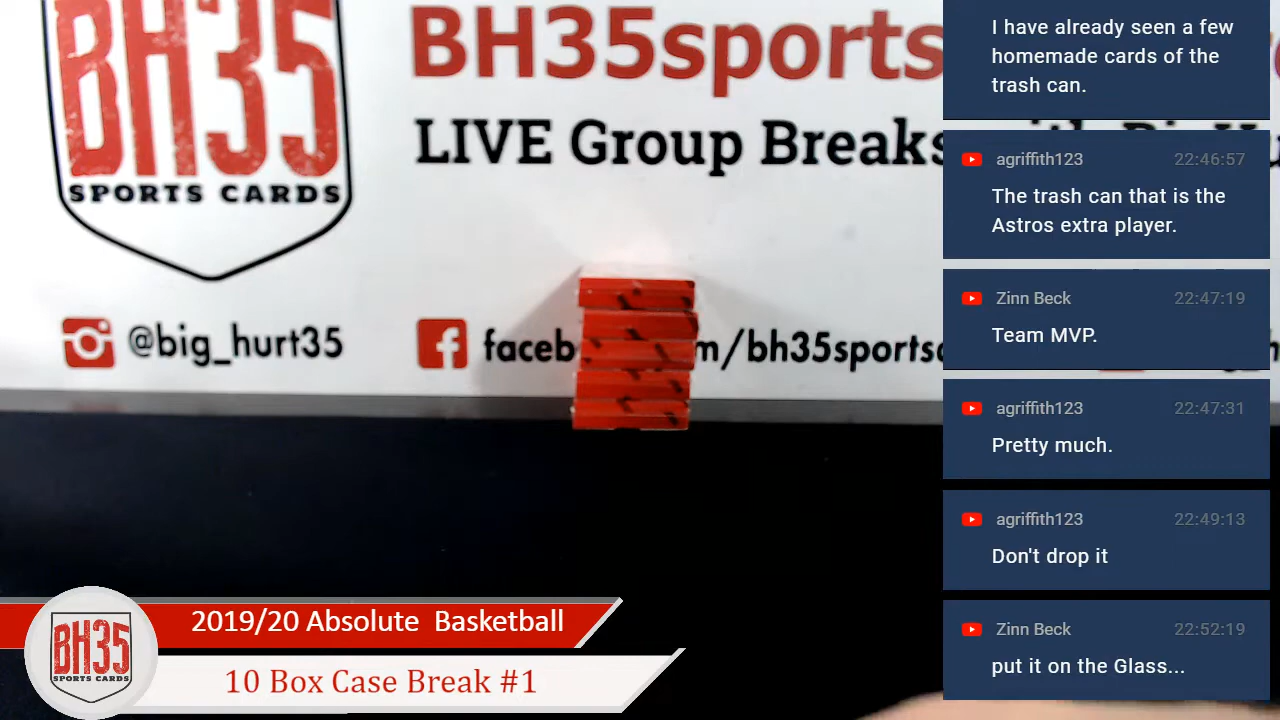 BH35
SPORTS CARDS
BH35sports
LIVE Group Breaks
@big_hurt35
m/bh35sports
I have already seen a few
homemade cards of the
trash can.
agriffith123 22:46:57
The trash can that is the
Astros extra player.
Zinn Beck 22:47:19
Team MVP.
agriffith123 22:47:31
Pretty much.
agriffith123 22:49:13
Don't drop it
Zinn Beck 22:52:19
put it on the Glass...
BH35
SPORTS CARDS
2019/20 Absolute Basketball
10 Box Case Break #1